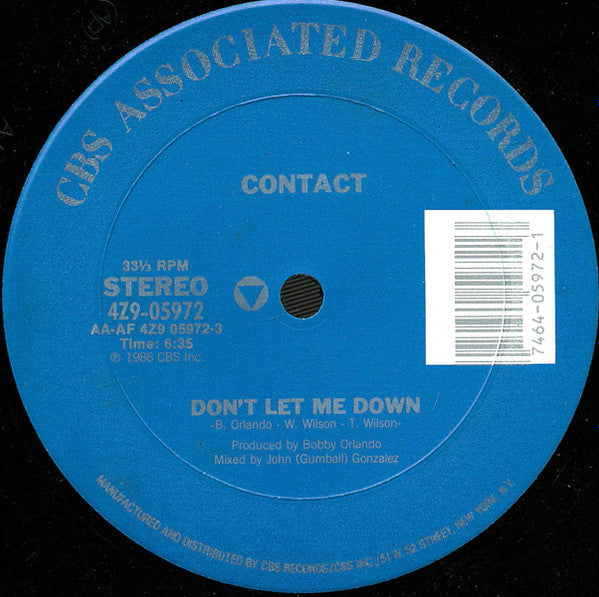 CBS ASSOCIATED RECORDS
CONTACT
33⅓ RPM
STEREO
4Z9-05972
AA-AF 4Z9 05972-3
Time: 6:35
℗ 1986 CBS Inc.
7464-05972-1
DON'T LET ME DOWN
-B. Orlando - W. Wilson - T. Wilson-
Produced by Bobby Orlando
Mixed by John (Gumball) Gonzalez
MANUFACTURED AND DISTRIBUTED BY CBS RECORDS/CBS INC./51 W. 52 STREET, NEW YORK, N.Y.